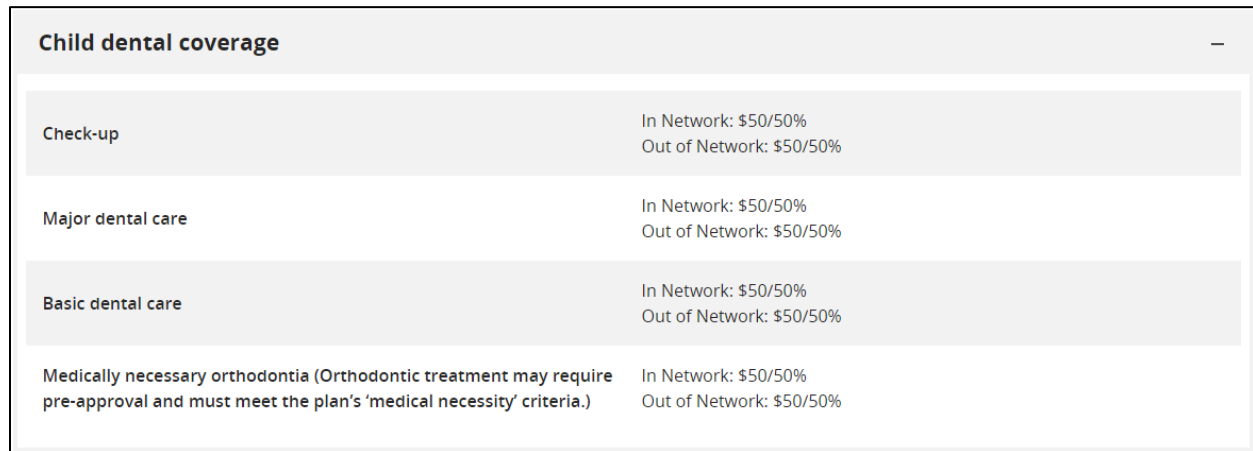 Child dental coverage –
Check-up
In Network: $50/50%
Out of Network: $50/50%
Major dental care
In Network: $50/50%
Out of Network: $50/50%
Basic dental care
In Network: $50/50%
Out of Network: $50/50%
Medically necessary orthodontia (Orthodontic treatment may require
pre-approval and must meet the plan’s ‘medical necessity’ criteria.)
In Network: $50/50%
Out of Network: $50/50%